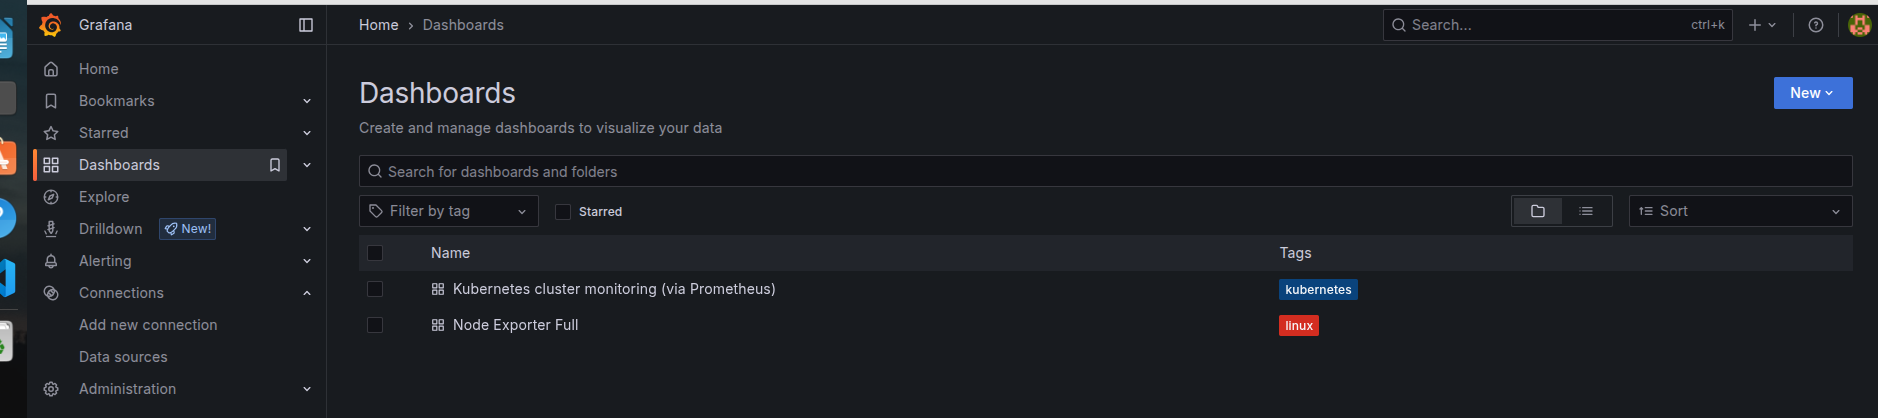 Grafana
Home › Dashboards
Search...
ctrl+k
Home
Bookmarks
Starred
Dashboards
Explore
Drilldown
New!
Alerting
Connections
Add new connection
Data sources
Administration
Dashboards
New
Create and manage dashboards to visualize your data
Search for dashboards and folders
Filter by tag
Starred
Sort
Name Tags
Kubernetes cluster monitoring (via Prometheus) kubernetes
Node Exporter Full linux